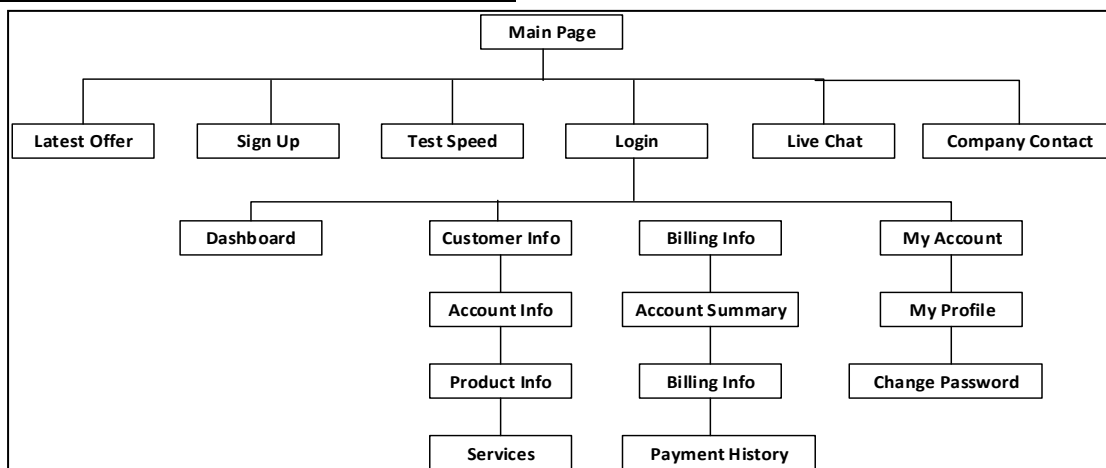 Main Page
Latest Offer
Sign Up
Test Speed
Login
Live Chat
Company Contact
Dashboard
Customer Info
Billing Info
My Account
Account Info
Account Summary
My Profile
Product Info
Billing Info
Change Password
Services
Payment History